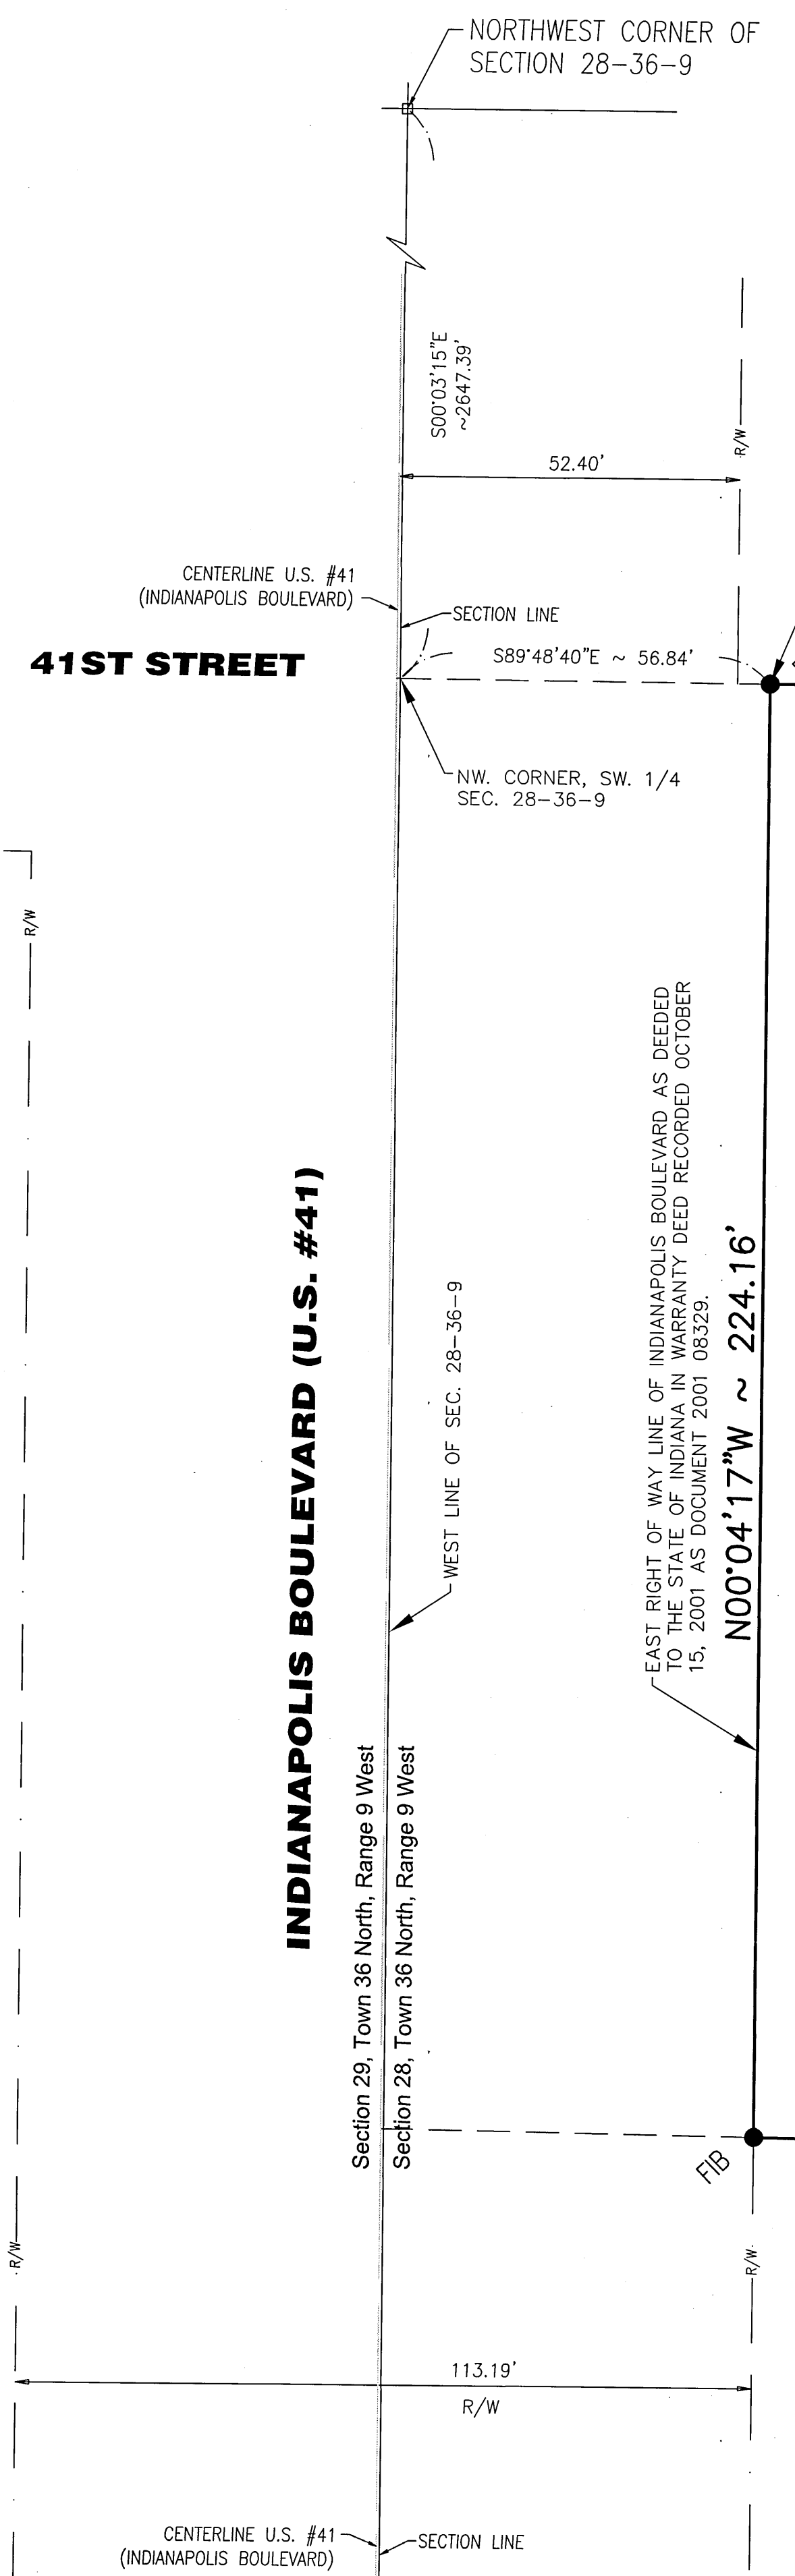 NORTHWEST CORNER OF
SECTION 28-36-9
S00°03'15"E
~2647.39'
R/W
52.40'
CENTERLINE U.S. #41
(INDIANAPOLIS BOULEVARD)
SECTION LINE
41ST STREET
S89°48'40"E ~ 56.84'
NW. CORNER, SW. 1/4
SEC. 28-36-9
R/W
EAST RIGHT OF WAY LINE OF INDIANAPOLIS BOULEVARD AS DEEDED
TO THE STATE OF INDIANA IN WARRANTY DEED RECORDED OCTOBER
15, 2001 AS DOCUMENT 2001 08329.
N00°04'17"W ~ 224.16'
INDIANAPOLIS BOULEVARD (U.S. #41)
WEST LINE OF SEC. 28-36-9
Section 29, Town 36 North, Range 9 West
Section 28, Town 36 North, Range 9 West
FIB
R/W
R/W
113.19'
R/W
CENTERLINE U.S. #41
(INDIANAPOLIS BOULEVARD)
SECTION LINE